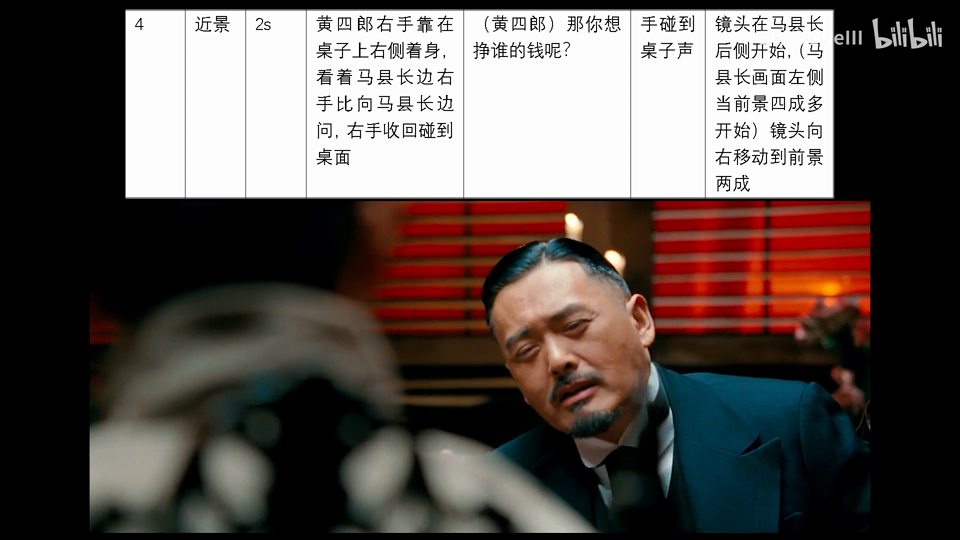 4
近景
2s
黄四郎右手靠在
桌子上右侧着身,
看着马县长边右
手比向马县长边
问, 右手收回碰到
桌面
（黄四郎）那你想
挣谁的钱呢?
手碰到
桌子声
镜头在马县长
后侧开始,（马
县长画面左侧
当前景四成多
开始）镜头向
右移动到前景
两成
bilibili